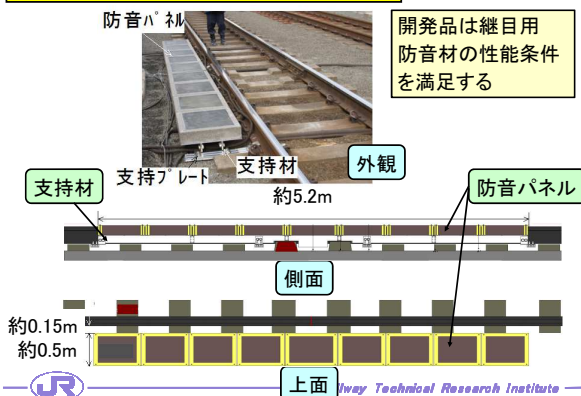 防音パネル
開発品は継目用
防音材の性能条件
を満足する
支持プレート
支持材
外観
支持材
約5.2m
防音パネル
側面
約0.15m
約0.5m
上面
JR
lway Technical Research Institute